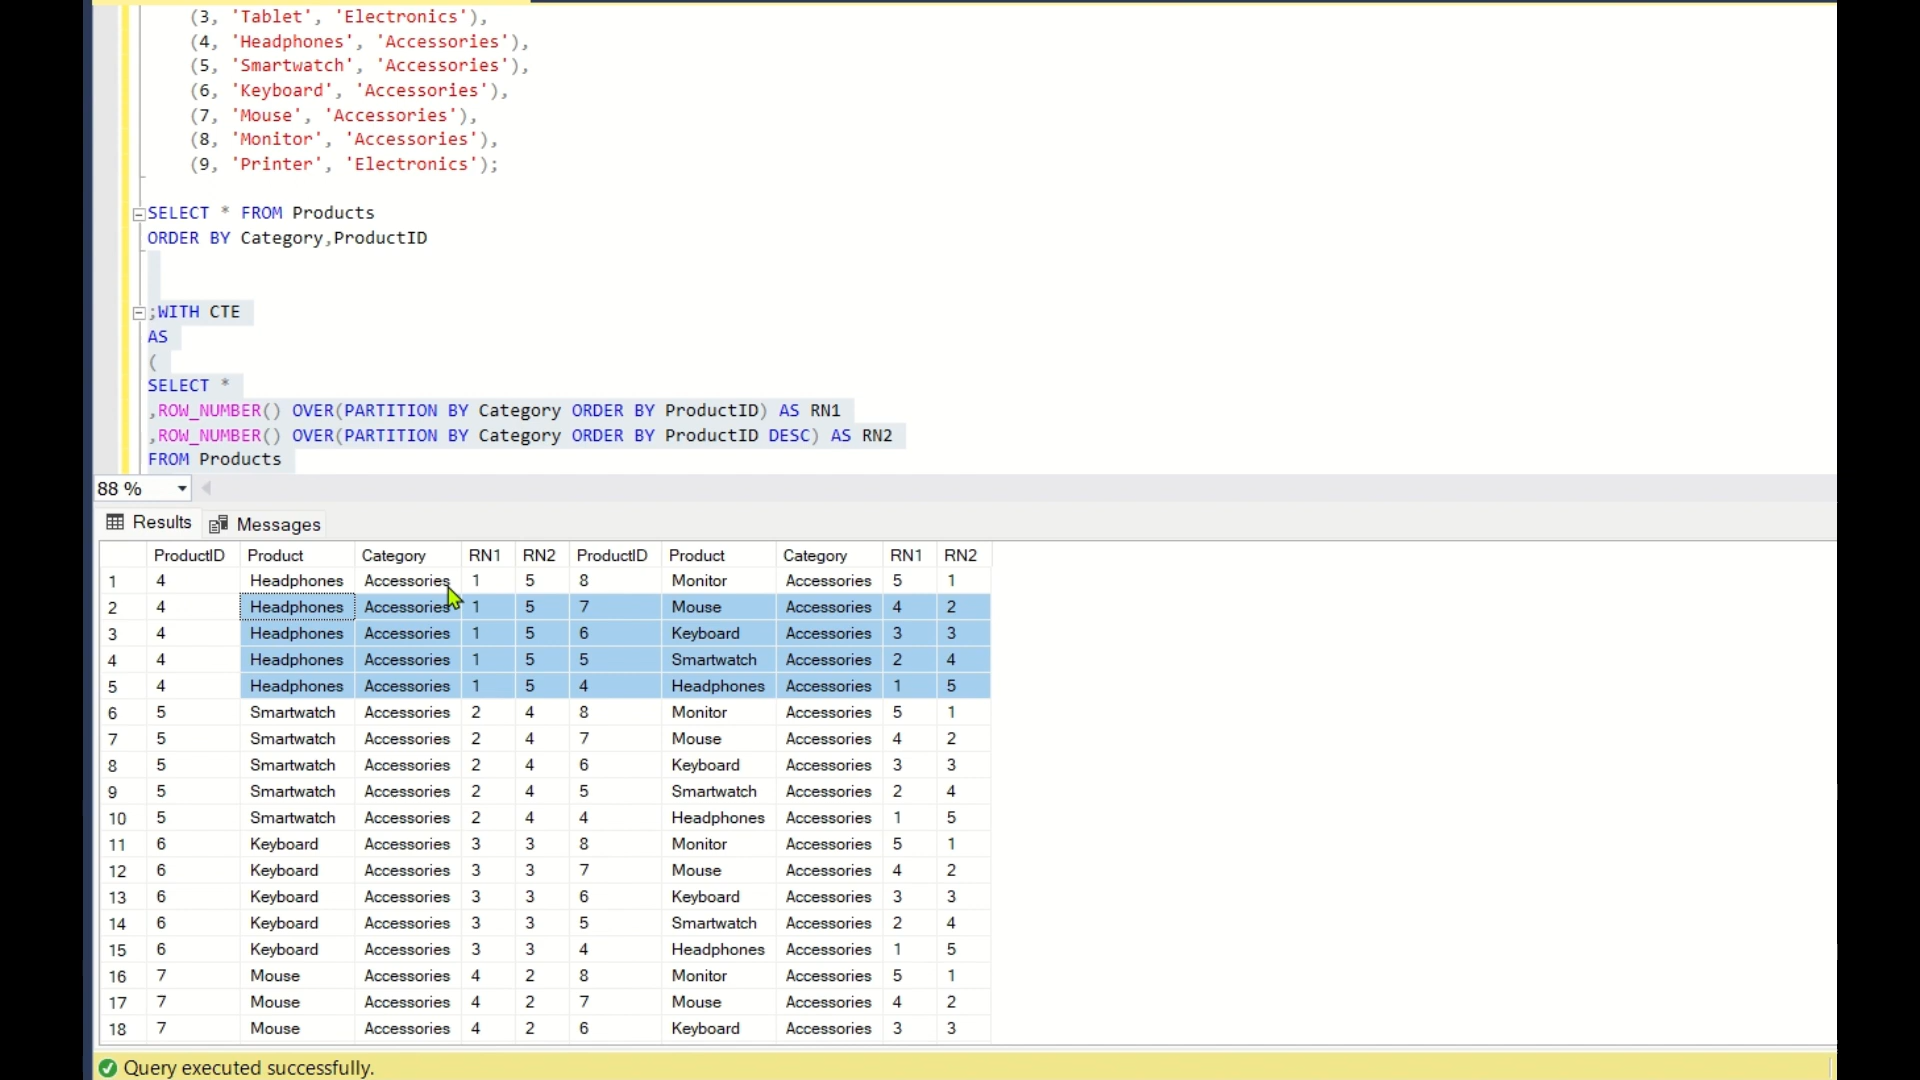 (3, 'Tablet', 'Electronics'),
(4, 'Headphones', 'Accessories'),
(5, 'Smartwatch', 'Accessories'),
(6, 'Keyboard', 'Accessories'),
(7, 'Mouse', 'Accessories'),
(8, 'Monitor', 'Accessories'),
(9, 'Printer', 'Electronics');
SELECT * FROM Products
ORDER BY Category,ProductID
;WITH CTE
AS
(
SELECT *
,ROW_NUMBER() OVER(PARTITION BY Category ORDER BY ProductID) AS RN1
,ROW_NUMBER() OVER(PARTITION BY Category ORDER BY ProductID DESC) AS RN2
FROM Products
88 %
Results Messages
ProductID Product Category RN1 RN2 ProductID Product Category RN1 RN2
1 4 Headphones Accessories 1 5 8 Monitor Accessories 5 1
2 4 Headphones Accessories 1 5 7 Mouse Accessories 4 2
3 4 Headphones Accessories 1 5 6 Keyboard Accessories 3 3
4 4 Headphones Accessories 1 5 5 Smartwatch Accessories 2 4
5 4 Headphones Accessories 1 5 4 Headphones Accessories 1 5
6 5 Smartwatch Accessories 2 4 8 Monitor Accessories 5 1
7 5 Smartwatch Accessories 2 4 7 Mouse Accessories 4 2
8 5 Smartwatch Accessories 2 4 6 Keyboard Accessories 3 3
9 5 Smartwatch Accessories 2 4 5 Smartwatch Accessories 2 4
10 5 Smartwatch Accessories 2 4 4 Headphones Accessories 1 5
11 6 Keyboard Accessories 3 3 8 Monitor Accessories 5 1
12 6 Keyboard Accessories 3 3 7 Mouse Accessories 4 2
13 6 Keyboard Accessories 3 3 6 Keyboard Accessories 3 3
14 6 Keyboard Accessories 3 3 5 Smartwatch Accessories 2 4
15 6 Keyboard Accessories 3 3 4 Headphones Accessories 1 5
16 7 Mouse Accessories 4 2 8 Monitor Accessories 5 1
17 7 Mouse Accessories 4 2 7 Mouse Accessories 4 2
18 7 Mouse Accessories 4 2 6 Keyboard Accessories 3 3
Query executed successfully.